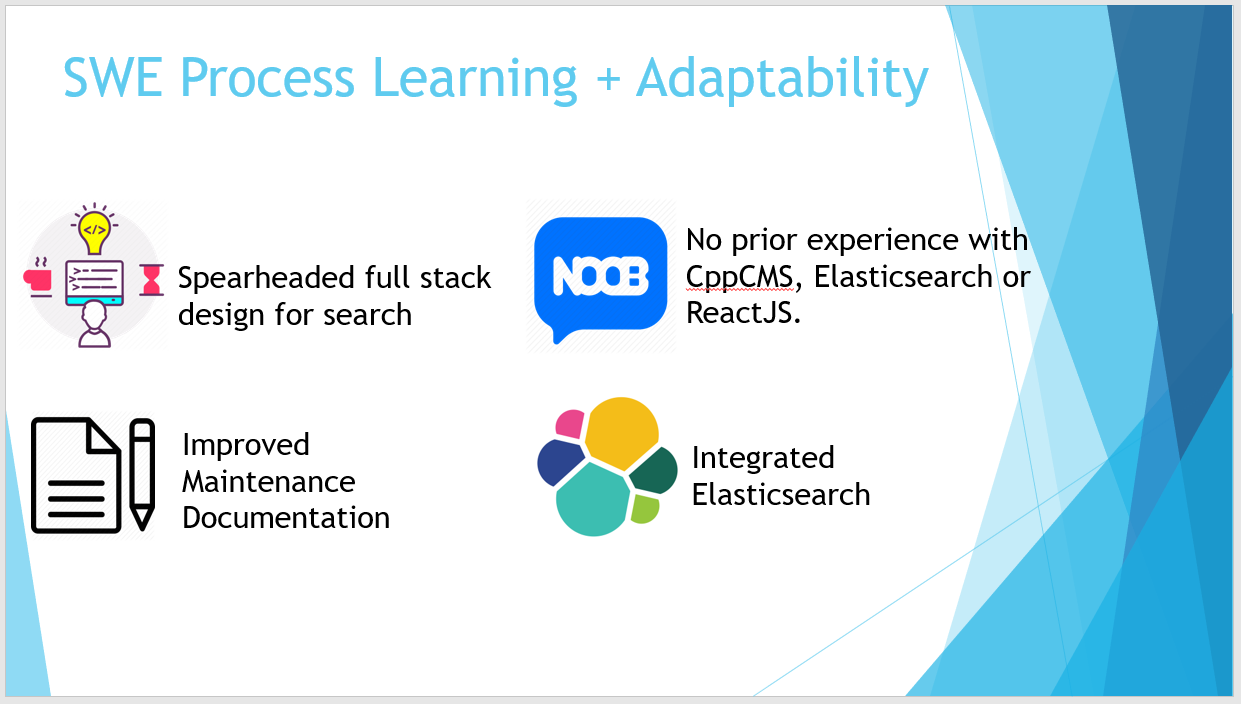 SWE Process Learning + Adaptability
</>
Spearheaded full stack
design for search
NOOB
No prior experience with
CppCMS, Elasticsearch or
ReactJS.
Improved
Maintenance
Documentation
Integrated
Elasticsearch